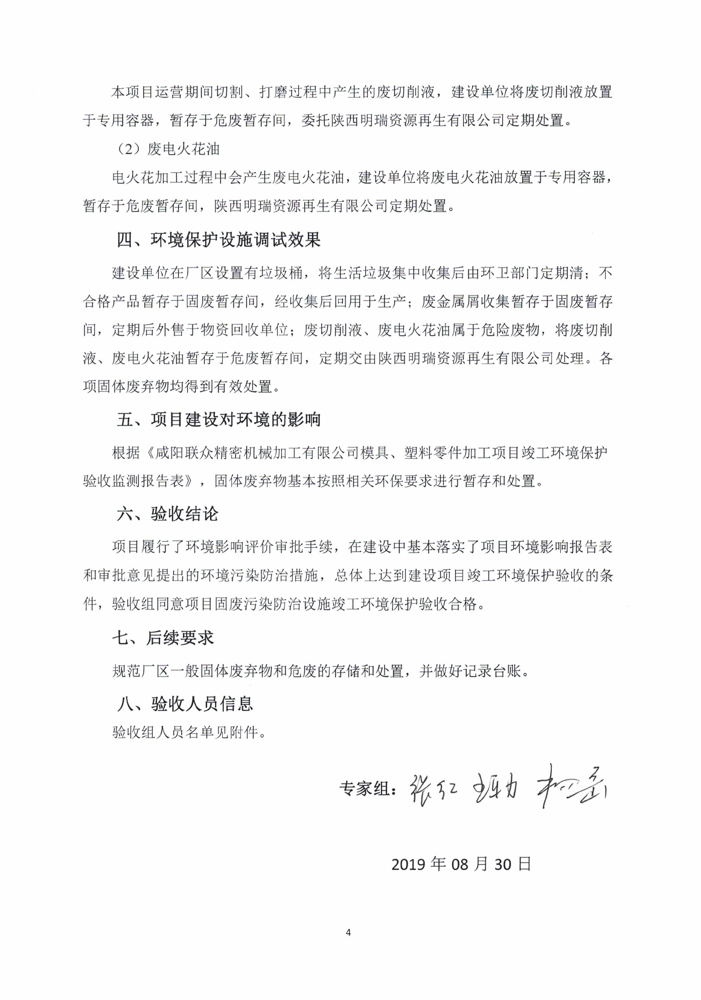 本项目运营期间切割、打磨过程中产生的废切削液，建设单位将废切削液放置
于专用容器，暂存于危废暂存间，委托陕西明瑞资源再生有限公司定期处置。
（2）废电火花油
电火花加工过程中会产生废电火花油，建设单位将废电火花油放置于专用容器，
暂存于危废暂存间，陕西明瑞资源再生有限公司定期处置。
四、环境保护设施调试效果
建设单位在厂区设置有垃圾桶，将生活垃圾集中收集后由环卫部门定期清；不
合格产品暂存于固废暂存间，经收集后回用于生产；废金属屑收集暂存于固废暂存
间，定期后外售于物资回收单位；废切削液、废电火花油属于危险废物，将废切削
液、废电火花油暂存于危废暂存间，定期交由陕西明瑞资源再生有限公司处理。各
项固体废弃物均得到有效处置。
五、项目建设对环境的影响
根据《咸阳联众精密机械加工有限公司模具、塑料零件加工项目竣工环境保护
验收监测报告表》，固体废弃物基本按照相关环保要求进行暂存和处置。
六、验收结论
项目履行了环境影响评价审批手续，在建设中基本落实了项目环境影响报告表
和审批意见提出的环境污染防治措施，总体上达到建设项目竣工环境保护验收的条
件，验收组同意项目固废污染防治设施竣工环境保护验收合格。
七、后续要求
规范厂区一般固体废弃物和危废的存储和处置，并做好记录台账。
八、验收人员信息
验收组人员名单见附件。
专家组：张红
2019 年 08 月 30 日
4